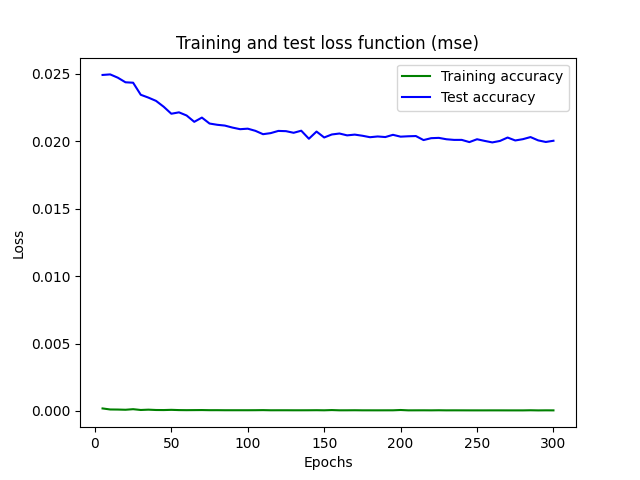 Training and test loss function (mse)
Training accuracy
Test accuracy
0.025
0.020
0.015
0.010
0.005
0.000
Loss
0 50 100 150 200 250 300
Epochs